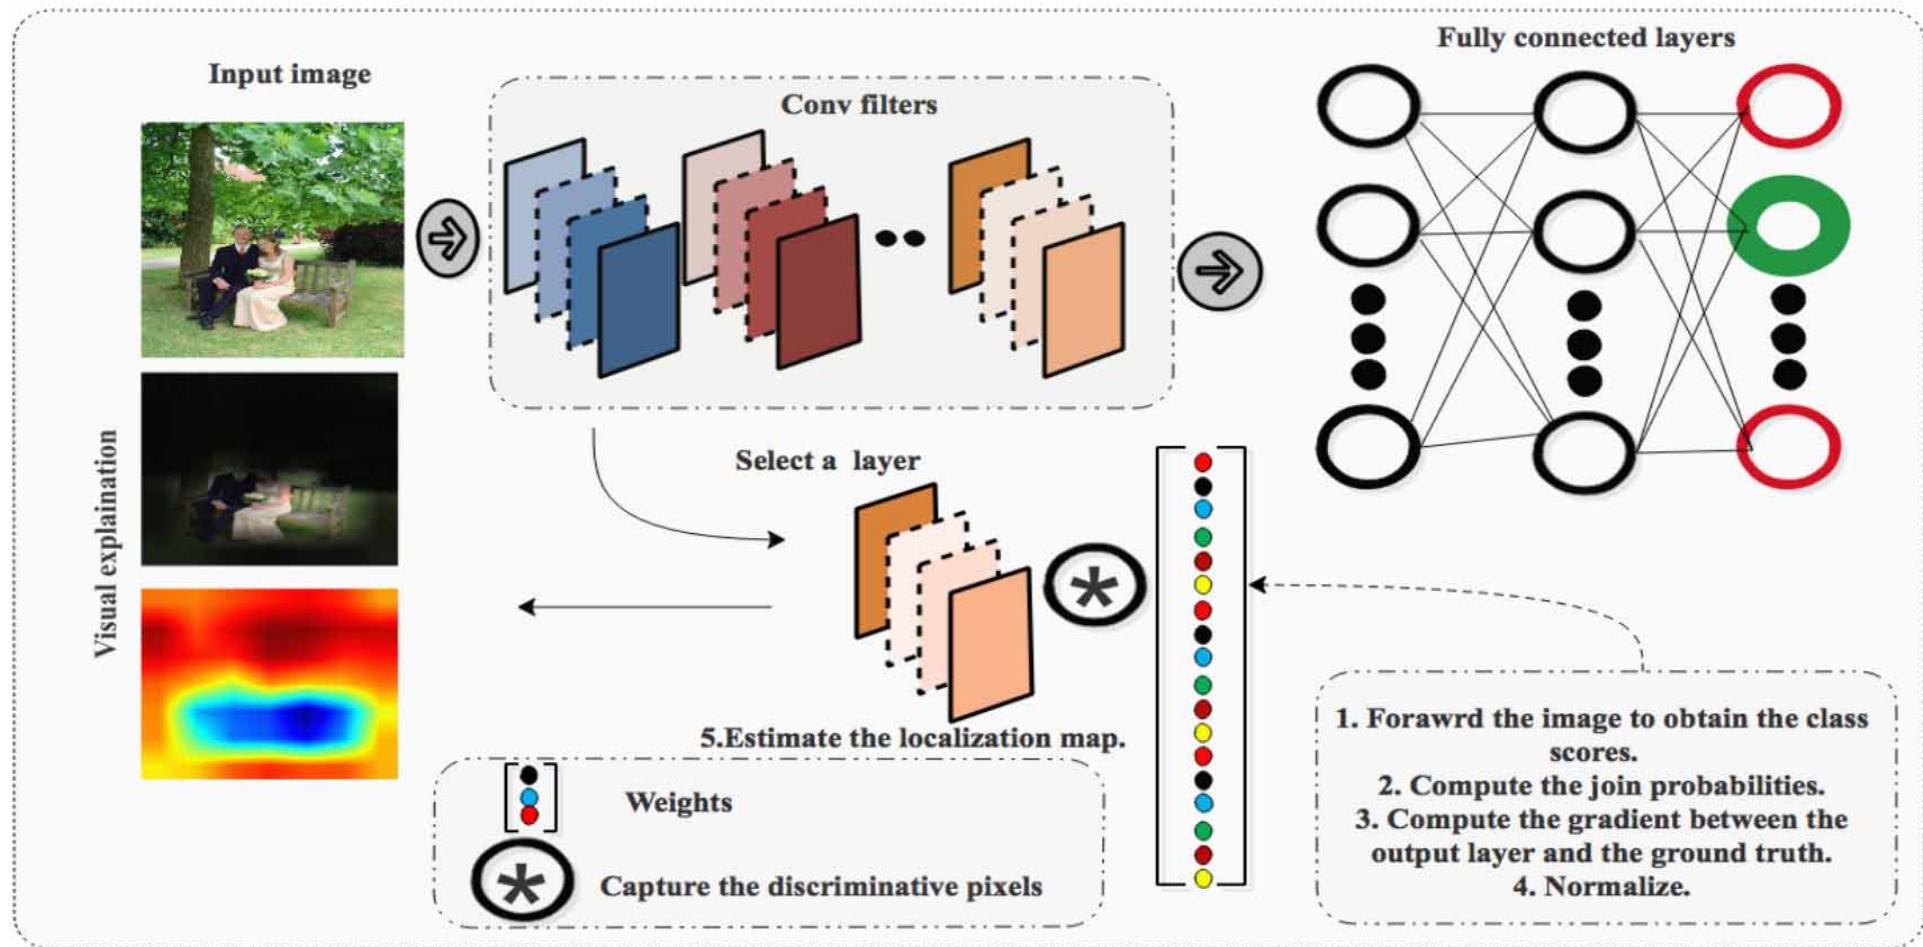 Input image
Conv filters
Fully connected layers
Select a layer
Visual explaination
1. Forawrd the image to obtain the class
scores.
2. Compute the join probabilities.
3. Compute the gradient between the
output layer and the ground truth.
4. Normalize.
5.Estimate the localization map.
Weights
Capture the discriminative pixels